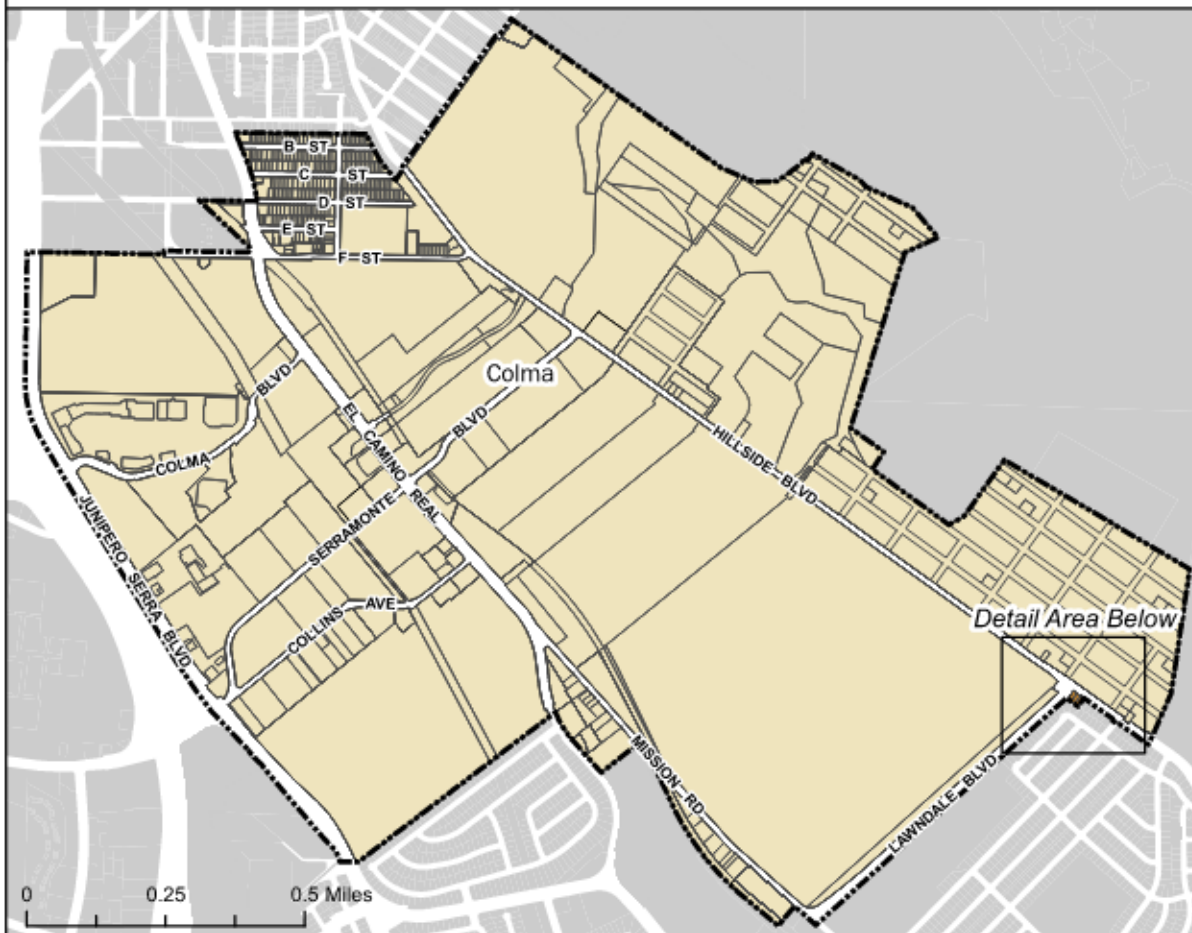 B ST
C ST
D ST
E ST
F ST
Colma
COLMA BLVD
EL CAMINO REAL
SERRAMONTE BLVD
HILLSIDE BLVD
JUNIPERO SERRA BLVD
COLLINS AVE
Detail Area Below
MISSION RD
LAWNDALE BLVD
0 0.25 0.5 Miles